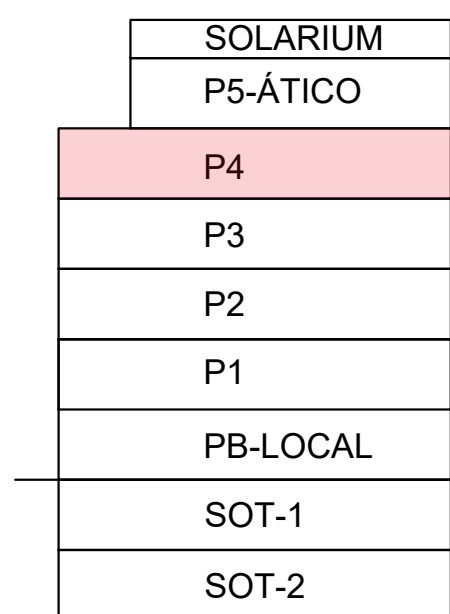 SOLARIUM
P5-ÁTICO
P4
P3
P2
P1
PB-LOCAL
SOT-1
SOT-2